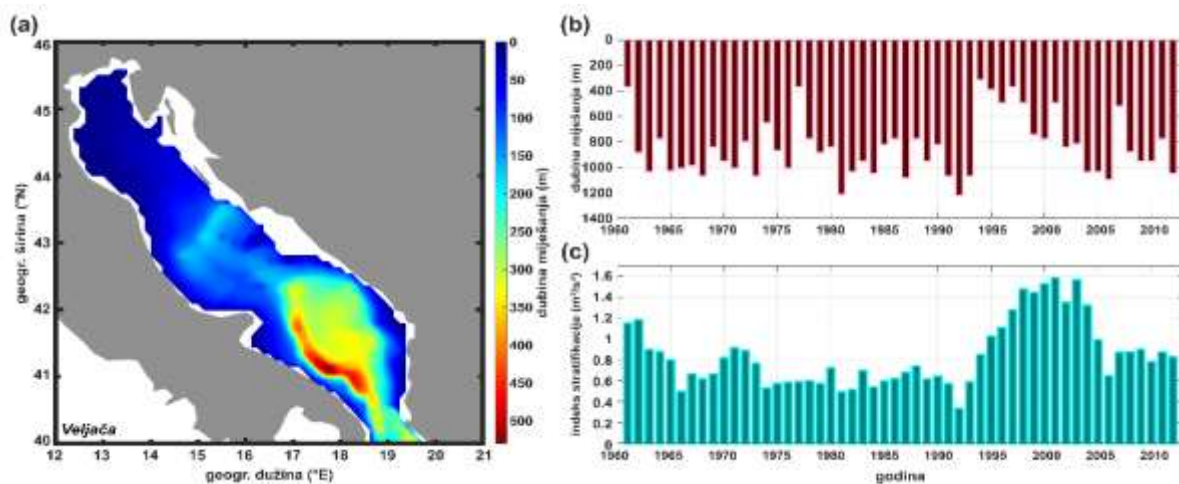 (a)
46
45
44
43
42
41
40
geogr. širina (°N)
Veljača
12 13 14 15 16 17 18 19 20 21
geogr. dužina (°E)
0
50
100
150
200
250
300
350
400
450
500
dubina miješanja (m)
(b)
0
200
400
600
800
1000
1200
1400
dubina miješanja (m)
1960 1965 1970 1975 1980 1985 1990 1995 2000 2005 2010
(c)
1.6
1.4
1.2
1
0.8
0.6
0.4
0.2
0
indeks stratifikacije (m²/s²)
1960 1965 1970 1975 1980 1985 1990 1995 2000 2005 2010
godina